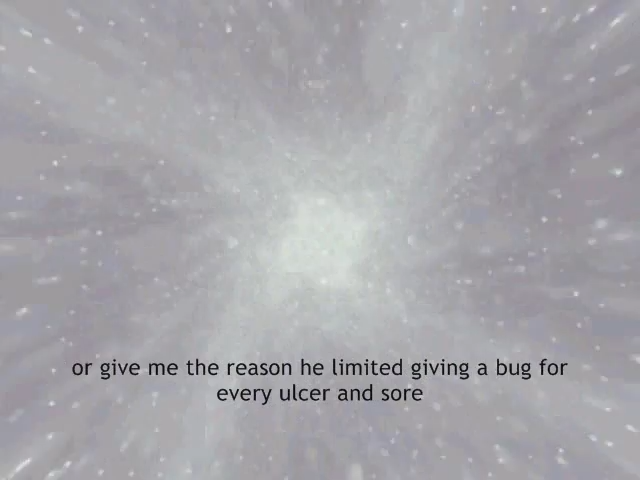 or give me the reason he limited giving a bug for
every ulcer and sore